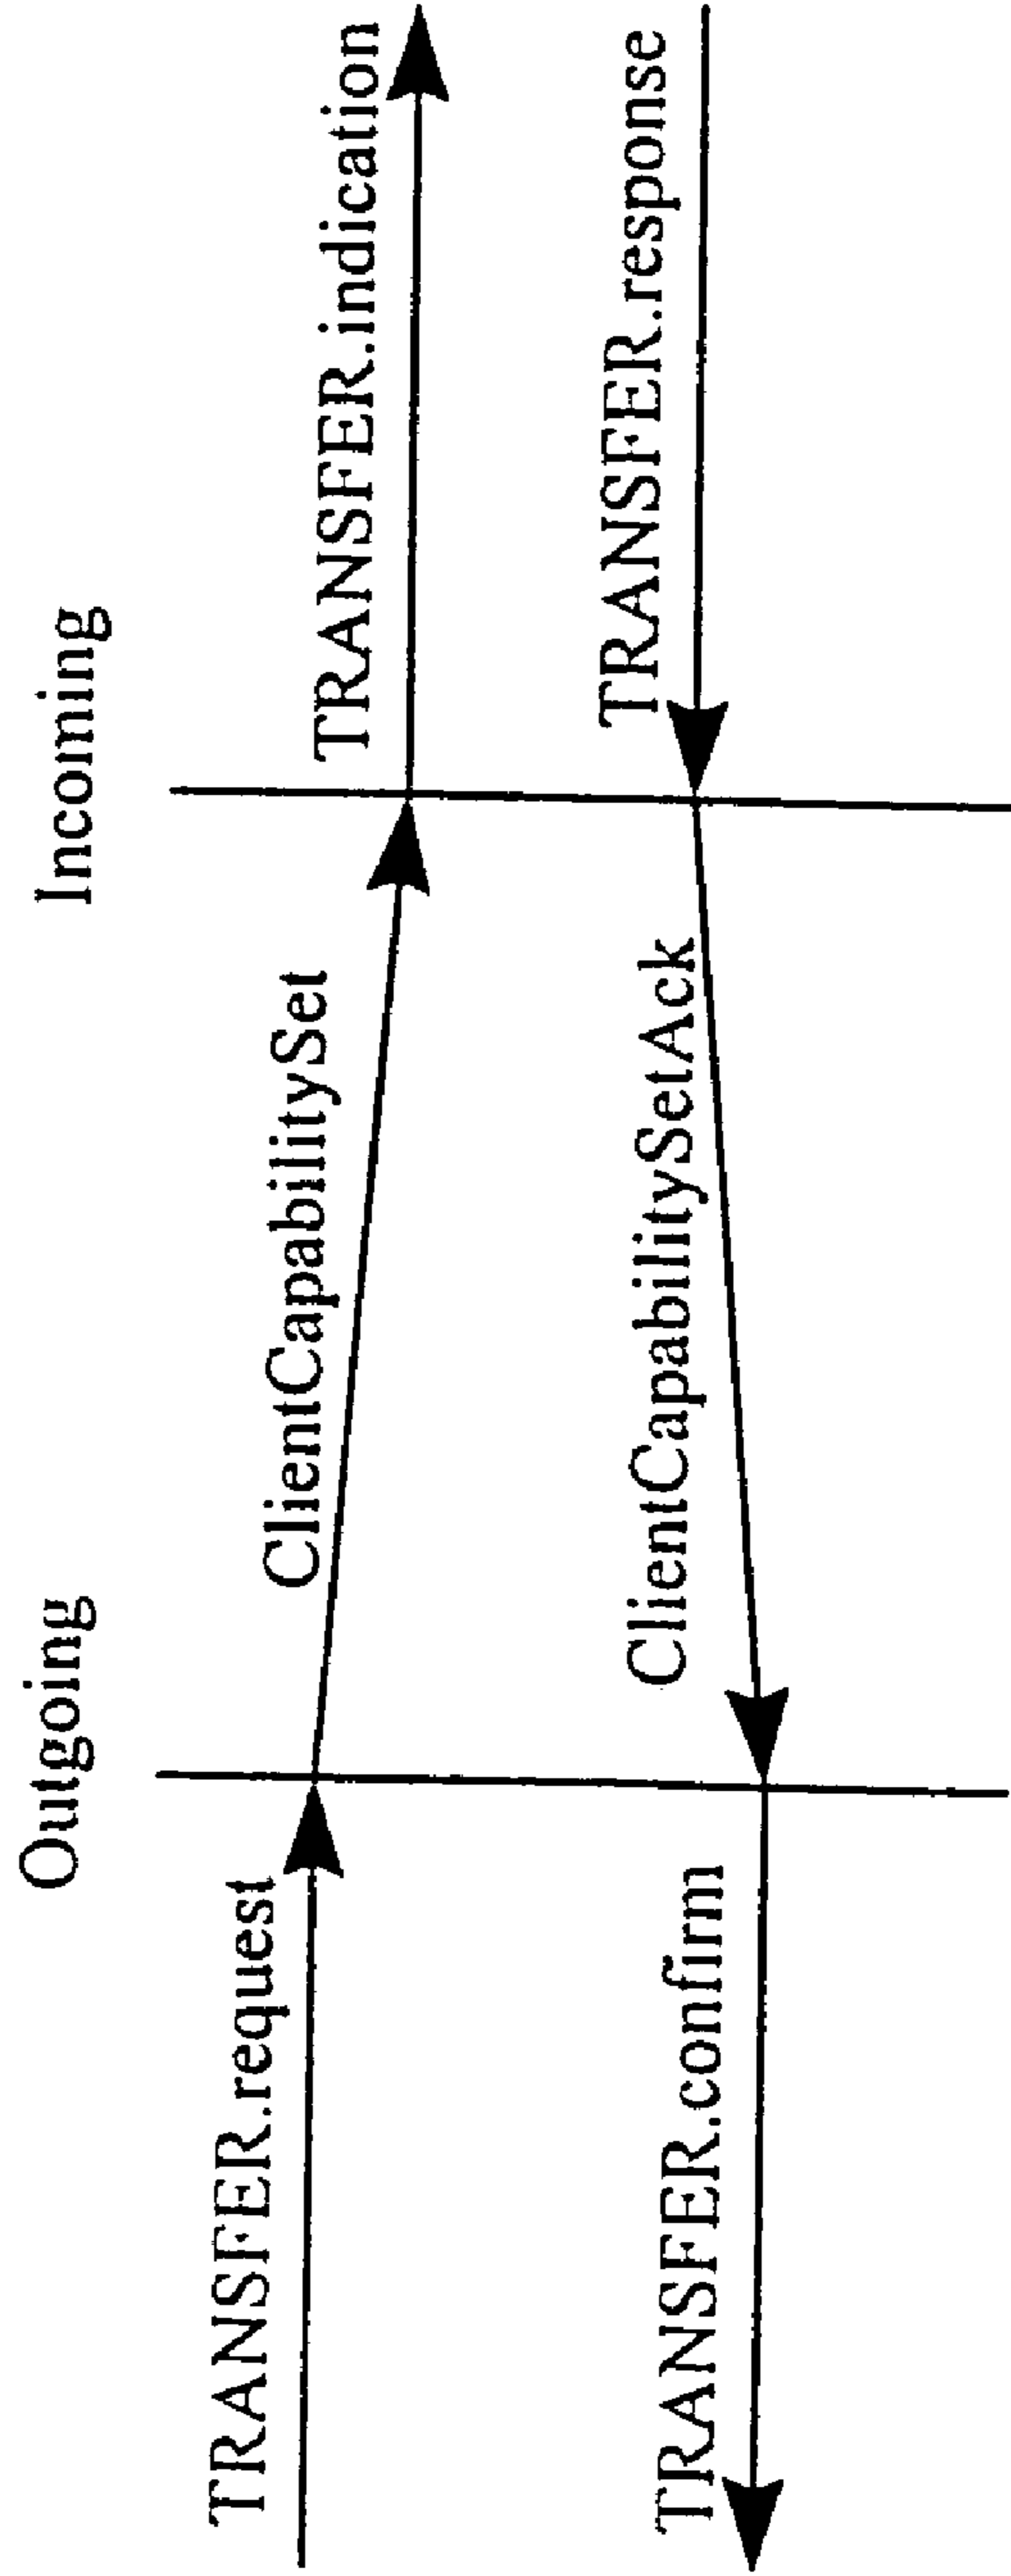 Outgoing
Incoming
TRANSFER.request
ClientCapabilitySet
TRANSFER.indication
TRANSFER.confirm
ClientCapabilitySetAck
TRANSFER.response